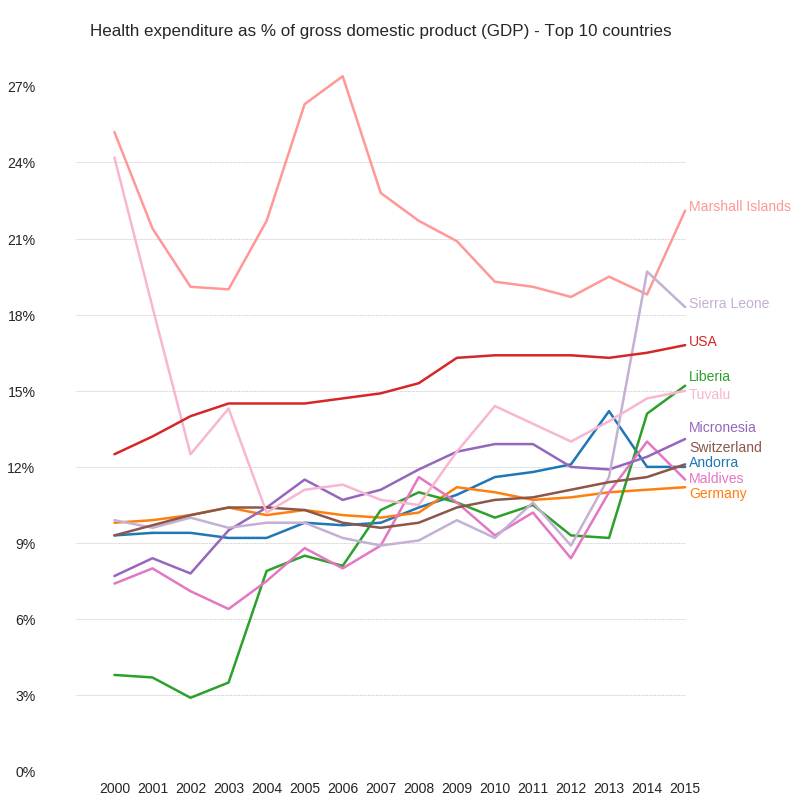 Health expenditure as % of gross domestic product (GDP) - Top 10 countries
27%
24%
21%
18%
15%
12%
9%
6%
3%
0%
Marshall Islands
Sierra Leone
USA
Liberia
Tuvalu
Micronesia
Switzerland
Andorra
Maldives
Germany
2000 2001 2002 2003 2004 2005 2006 2007 2008 2009 2010 2011 2012 2013 2014 2015